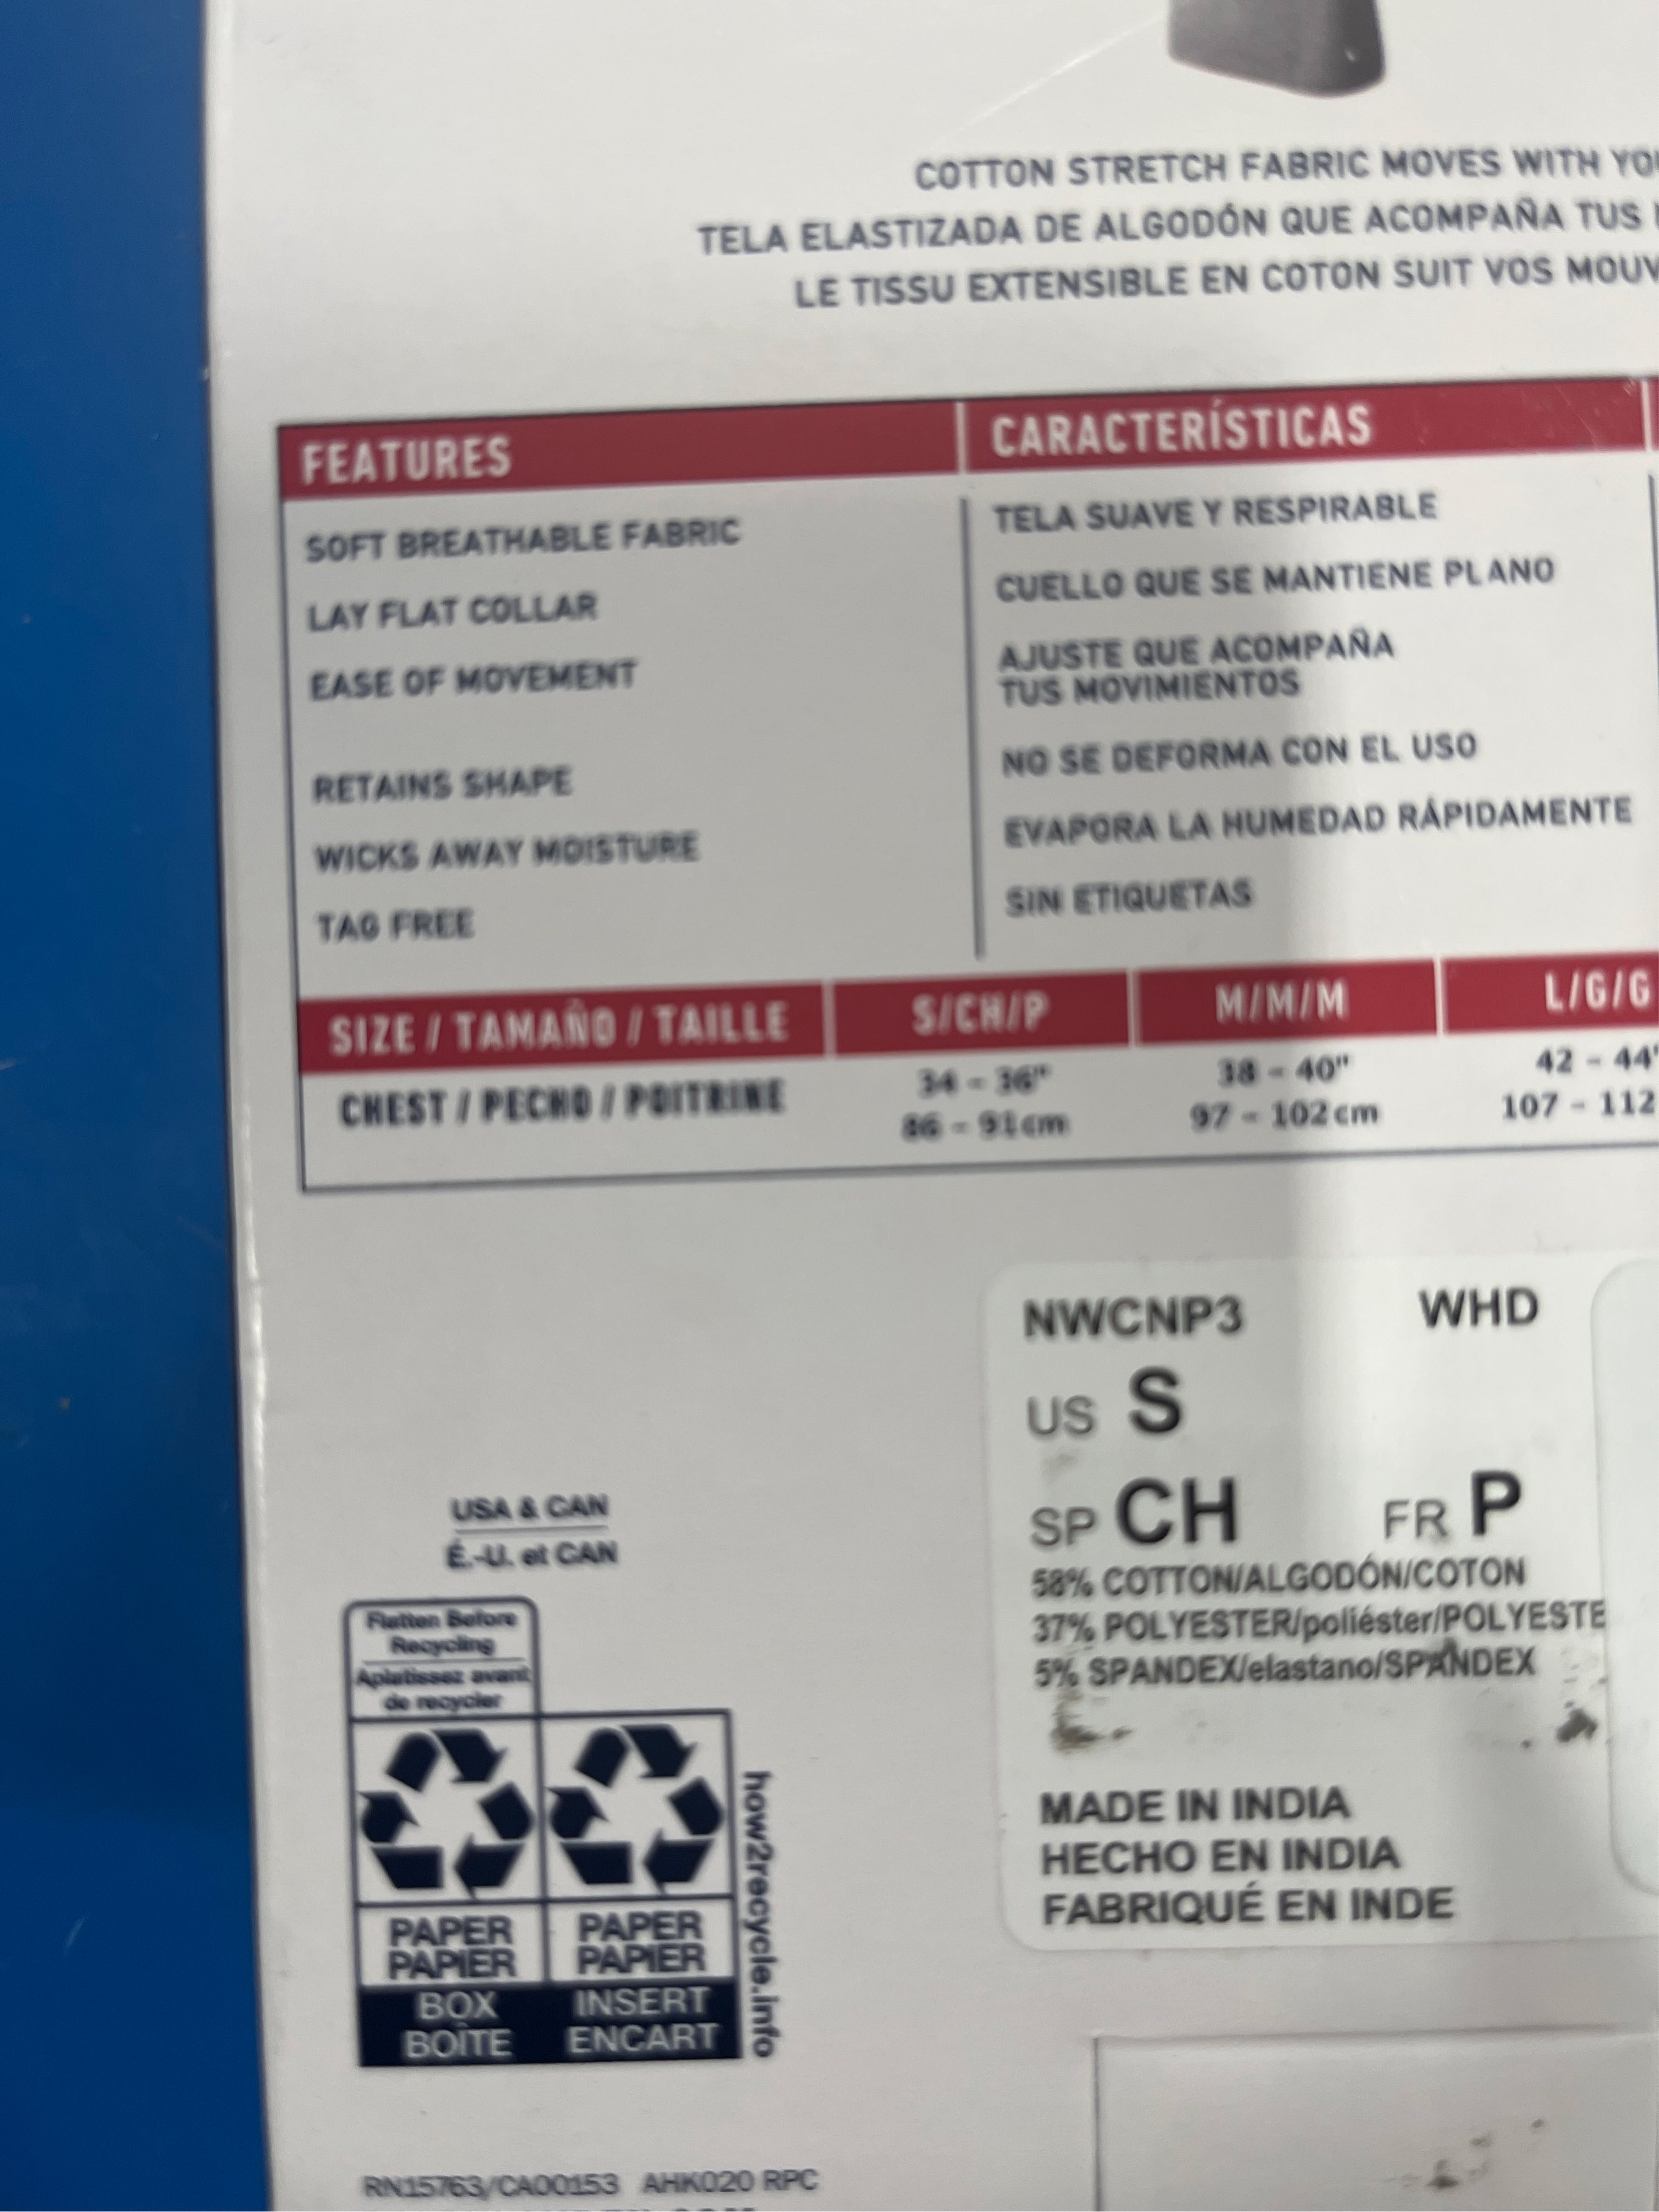 COTTON STRETCH FABRIC MOVES WITH
TELA ELASTIZADA DE ALGODÓN QUE ACOMPAÑA TUS
LE TISSU EXTENSIBLE EN COTON SUIT VOS
FEATURES
SOFT BREATHABLE FABRIC
LAY FLAT COLLAR
EASE OF MOVEMENT
RETAINS SHAPE
WICKS AWAY MOISTURE
TAG FREE
CARACTERÍSTICAS
TELA SUAVE Y RESPIRABLE
CUELLO QUE SE MANTIENE PLANO
AJUSTE QUE ACOMPAÑA
TUS MOVIMIENTOS
NO SE DEFORMA CON EL USO
EVAPORA LA HUMEDAD RÁPIDAMENTE
SIN ETIQUETAS
SIZE / TAMAÑO / TAILLE S/CH/P M/M/M L/G/G
CHEST / PECHO / POITRINE 34 - 36" 38 - 40" 42 - 44"
86 - 91cm 97 - 102cm 107 - 112
NWCNP3 WHD
US S
SP CH FR P
58% COTTON/ALGODÓN/COTON
37% POLYESTER/poliéster/POLYESTE
5% SPANDEX/elastano/SPANDEX
MADE IN INDIA
HECHO EN INDIA
FABRIQUÉ EN INDE
USA & CAN
É.-U. et CAN
Flatten Before
Recycling
Aplatissez avant
de recycler
PAPER PAPER
PAPIER PAPIER
BOX INSERT
BOÎTE ENCART
how2recycle.info
RN15763/CA00153 AHK020 RPC